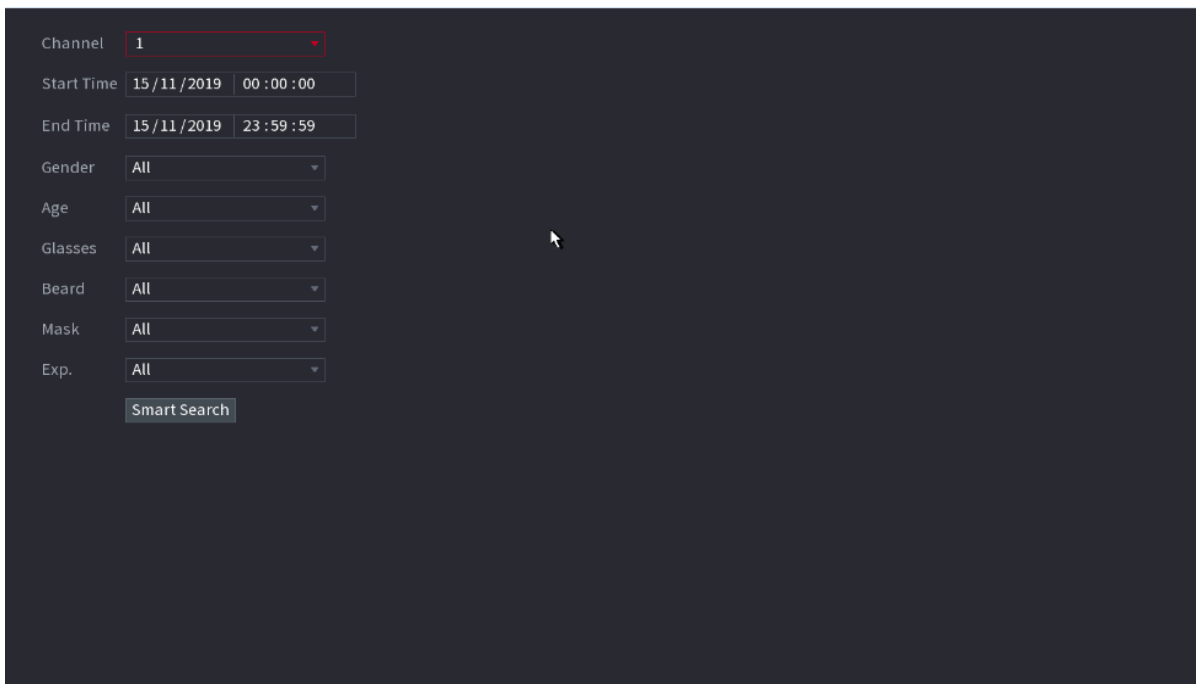 Channel 1
Start Time 15/11/2019 00:00:00
End Time 15/11/2019 23:59:59
Gender All
Age All
Glasses All
Beard All
Mask All
Exp. All
Smart Search